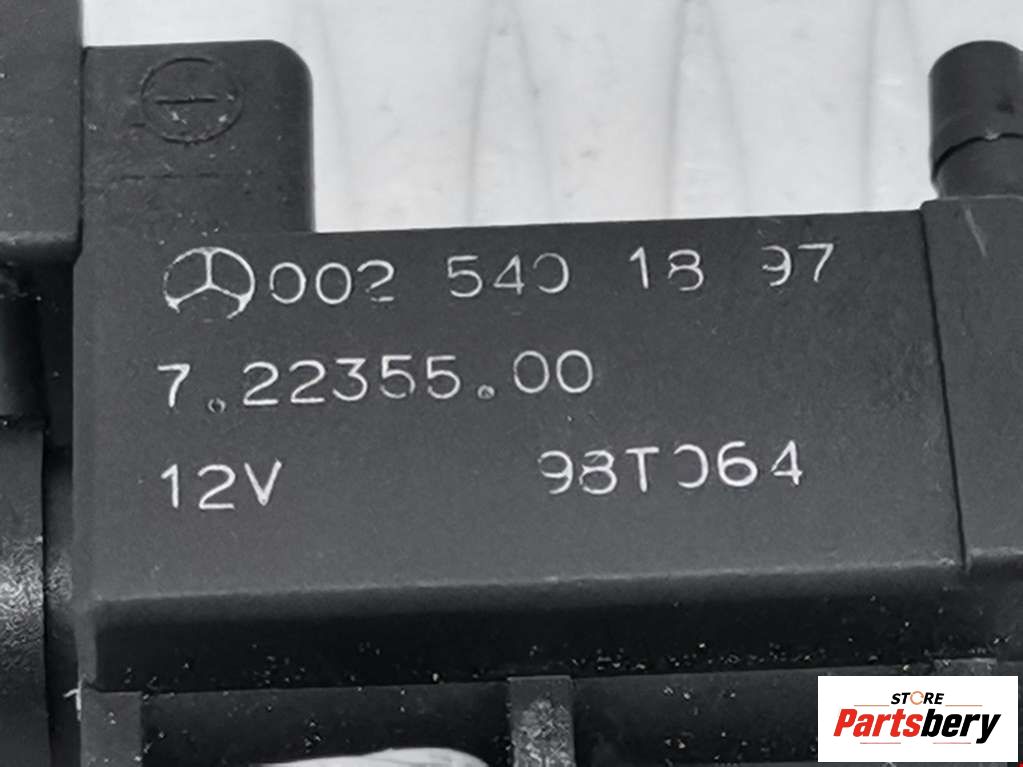 002 540 18 97
7.22355.00
12V 98T064
STORE
Partsbery